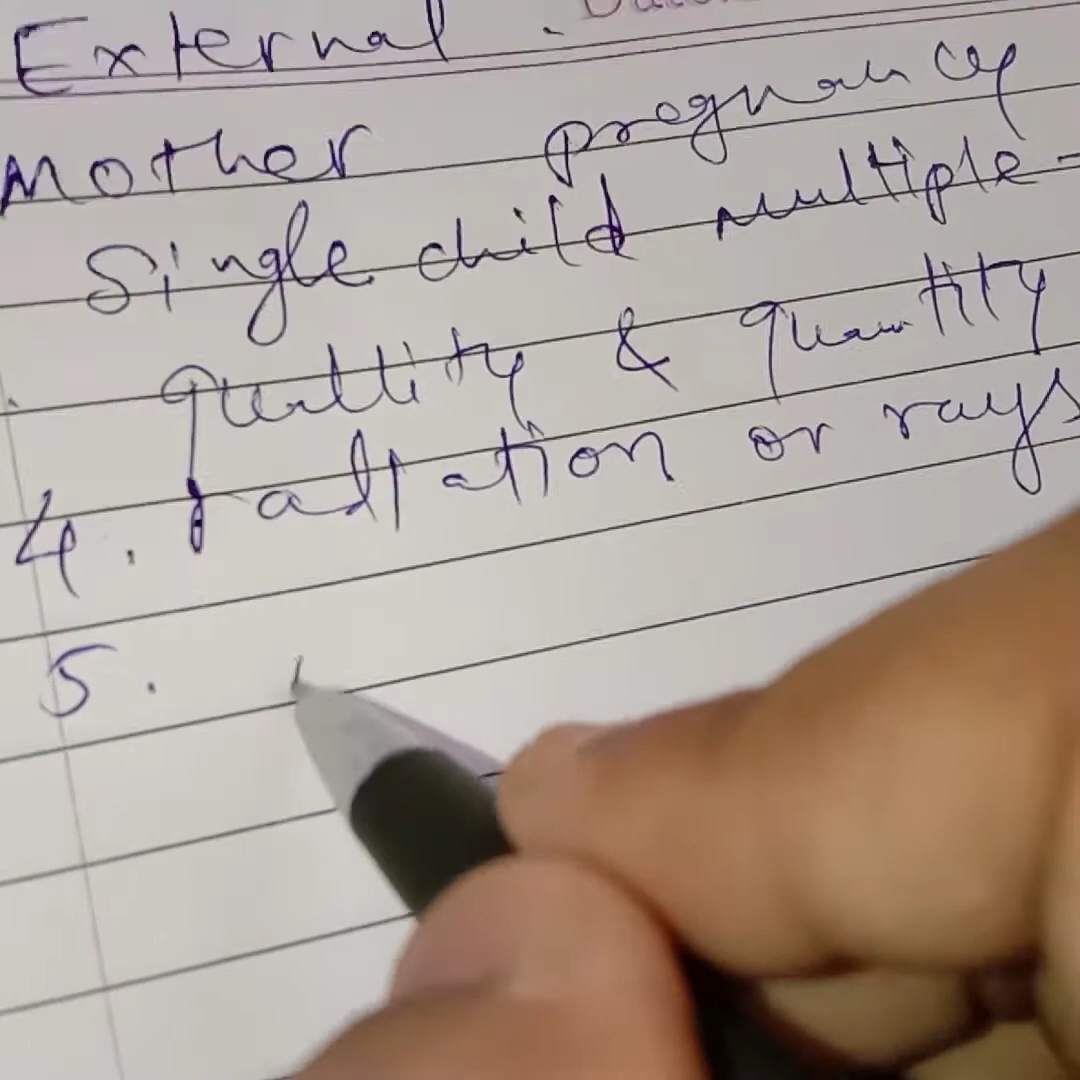 External.
Mother pregnancy
Single child multiple -
quality & quantity
4. radiation or rays
5.